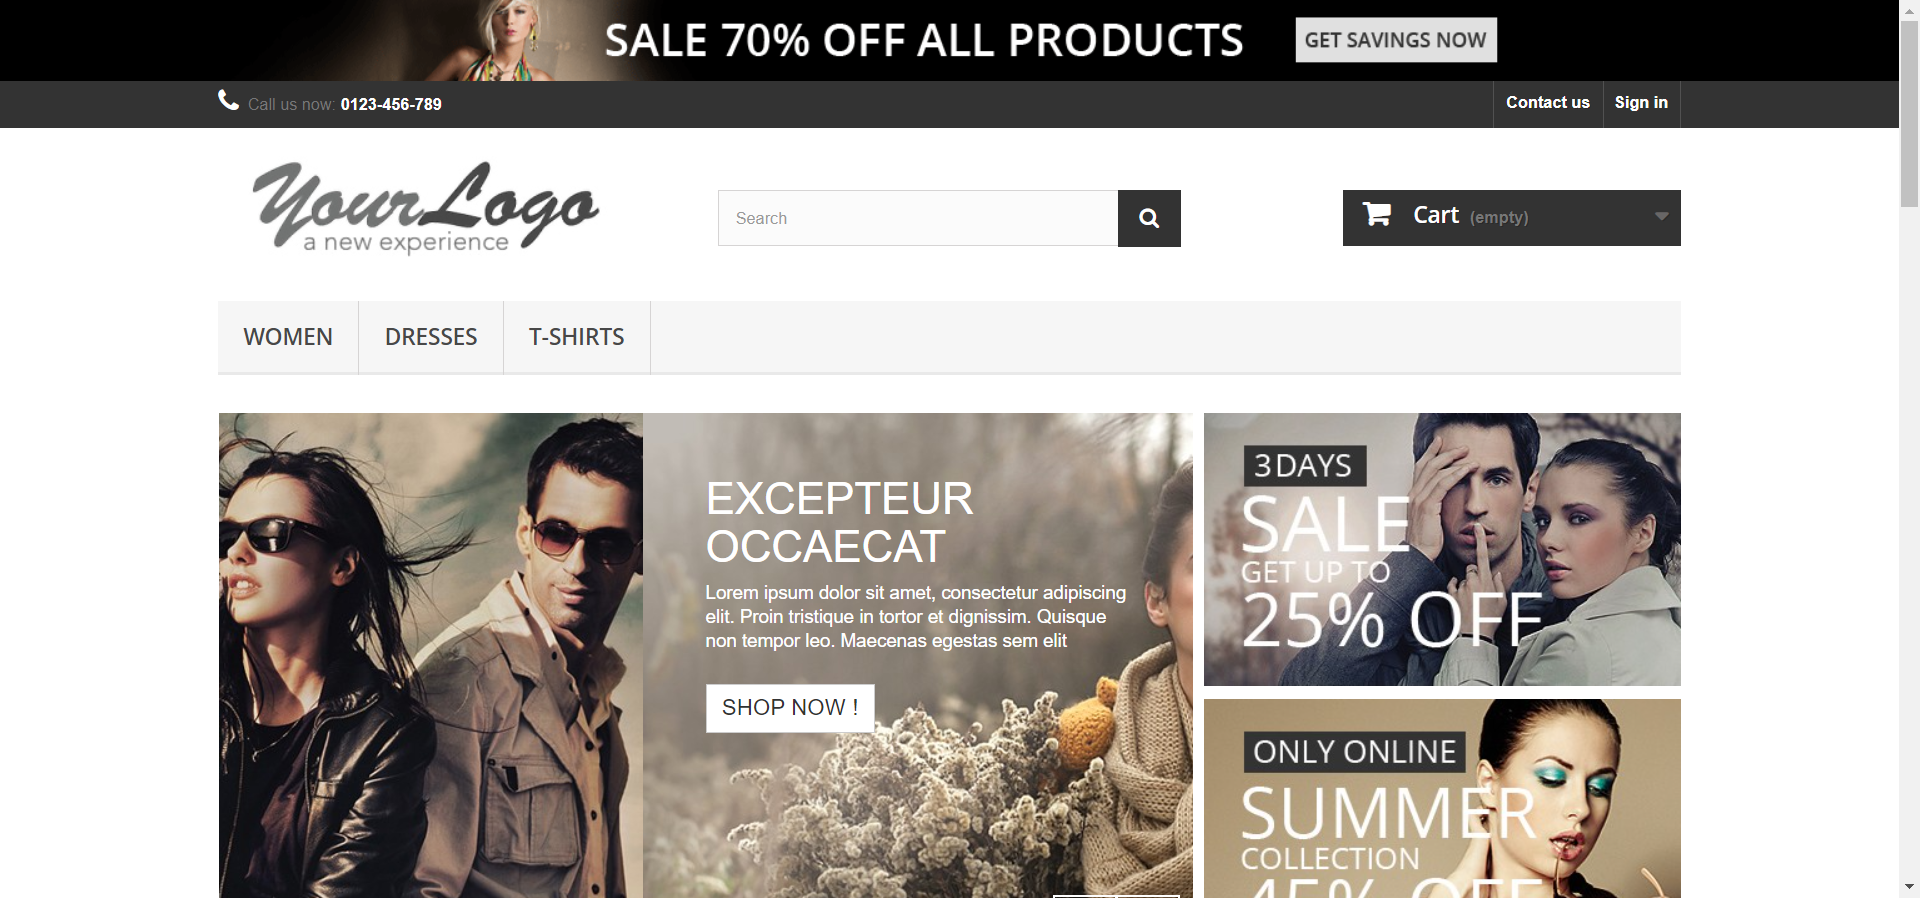 SALE 70% OFF ALL PRODUCTS
GET SAVINGS NOW
Call us now: 0123-456-789
Contact us
Sign in
YourLogo
a new experience
Search
Cart (empty)
WOMEN
DRESSES
T-SHIRTS
EXCEPTEUR
OCCAECAT
Lorem ipsum dolor sit amet, consectetur adipiscing
elit. Proin tristique in tortor et dignissim. Quisque
non tempor leo. Maecenas egestas sem elit
SHOP NOW !
3 DAYS
SALE
GET UP TO
25% OFF
ONLY ONLINE
SUMMER
COLLECTION
45% OFF